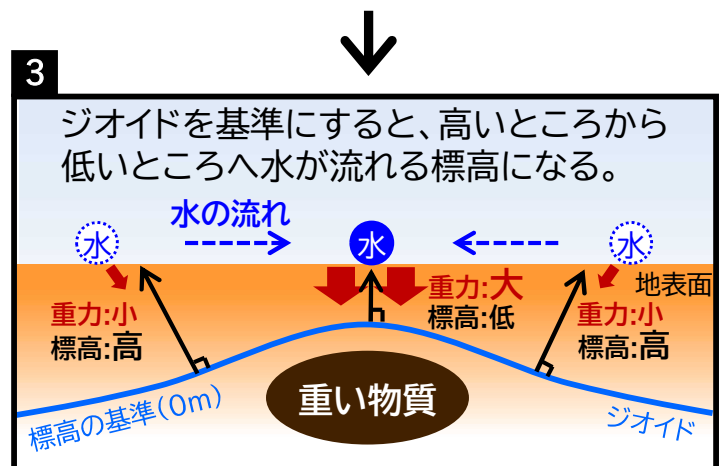 3
ジオイドを基準にすると、高いところから
低いところへ水が流れる標高になる。
水の流れ
水
水
水
地表面
重力:小
標高:高
重力:大
標高:低
重力:小
標高:高
重い物質
標高の基準(0m)
ジオイド